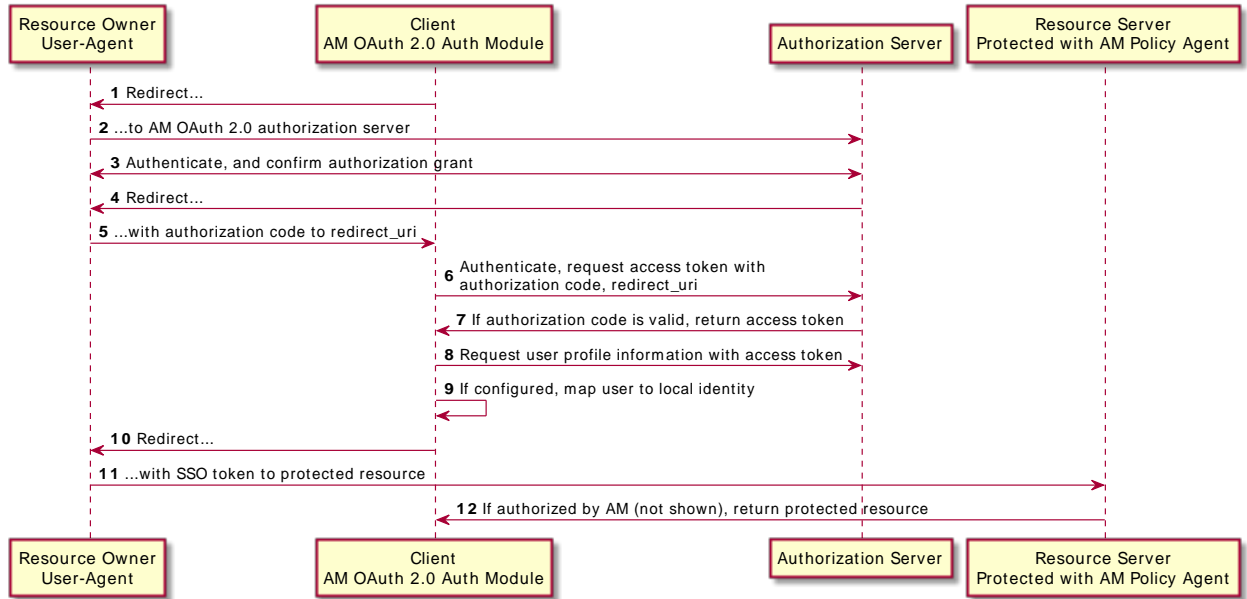 Resource Owner
User-Agent
Client
AM OAuth 2.0 Auth Module
Authorization Server
Resource Server
Protected with AM Policy Agent
1 Redirect...
2 ...to AM OAuth 2.0 authorization server
3 Authenticate, and confirm authorization grant
4 Redirect...
5 ...with authorization code to redirect_uri
6 Authenticate, request access token with
authorization code, redirect_uri
7 If authorization code is valid, return access token
8 Request user profile information with access token
9 If configured, map user to local identity
10 Redirect...
11 ...with SSO token to protected resource
12 If authorized by AM (not shown), return protected resource
Resource Owner
User-Agent
Client
AM OAuth 2.0 Auth Module
Authorization Server
Resource Server
Protected with AM Policy Agent